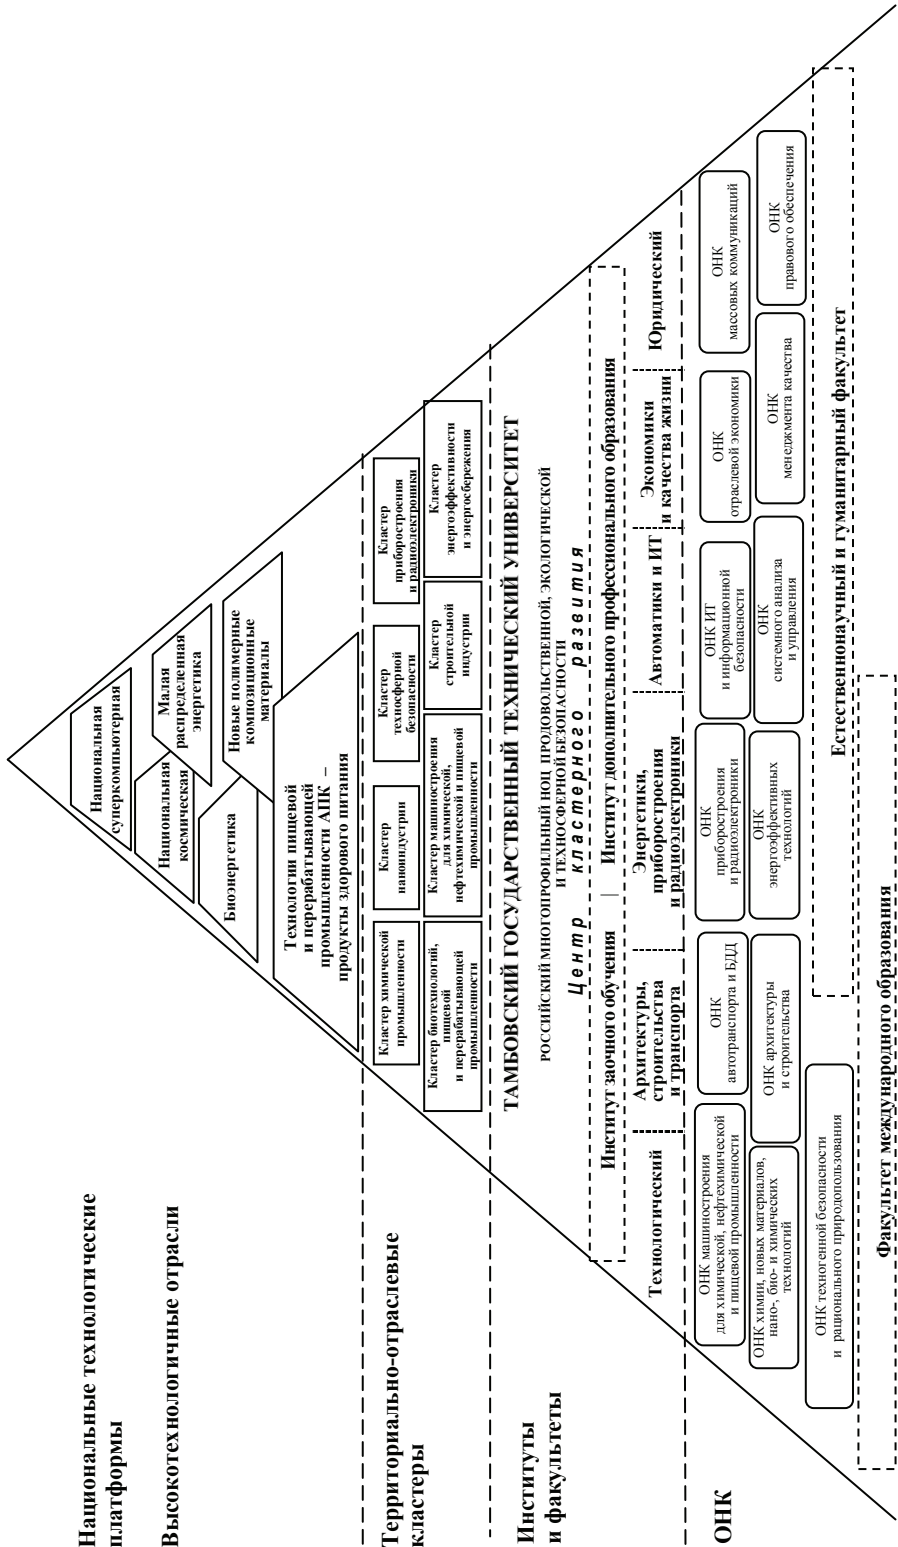 Национальные технологические
платформы
Высокотехнологичные отрасли
Национальная
суперкомпьютерная
Национальная
космическая
Малая
распределенная
энергетика
Биоэнергетика
Новые полимерные
композиционные
материалы
Технологии пищевой
и перерабатывающей
промышленности АПК –
продукты здорового питания
Территориально-отраслевые
кластеры
Кластер химической
промышленности
Кластер
наноиндустрии
Кластер
техносферной
безопасности
Кластер
приборостроения
и радиоэлектроники
Кластер биотехнологий,
пищевой
и перерабатывающей
промышленности
Кластер машиностроения
для химической,
нефтехимической и пищевой
промышленности
Кластер
строительной
индустрии
Кластер
энергоэффективности
и энергосбережения
Институты
и факультеты
ТАМБОВСКИЙ ГОСУДАРСТВЕННЫЙ ТЕХНИЧЕСКИЙ УНИВЕРСИТЕТ
РОССИЙСКИЙ МНОГОПРОФИЛЬНЫЙ НОЦ ПРОДОВОЛЬСТВЕННОЙ, ЭКОЛОГИЧЕСКОЙ
И ТЕХНОСФЕРНОЙ БЕЗОПАСНОСТИ
Центр кластерного развития
Институт заочного обучения | Институт дополнительного профессионального образования
Технологический
Архитектуры,
строительства
и транспорта
Энергетики,
приборостроения
и радиоэлектроники
Автоматики и ИТ
Экономики
и качества жизни
Юридический
ОНК
ОНК машиностроения
для химической, нефтехимической
и пищевой промышленности
ОНК
автотранспорта и БДД
ОНК
приборостроения
и радиоэлектроники
ОНК ИТ
и информационной
безопасности
ОНК
отраслевой экономики
ОНК
массовых коммуникаций
ОНК химии, новых материалов,
нано-, био- и химических
технологий
ОНК архитектуры
и строительства
ОНК
энергоэффективных
технологий
ОНК
системного анализа
и управления
ОНК
менеджмента качества
ОНК
правового обеспечения
ОНК техногенной безопасности
и рационального природопользования
Естественнонаучный и гуманитарный факультет
Факультет международного образования